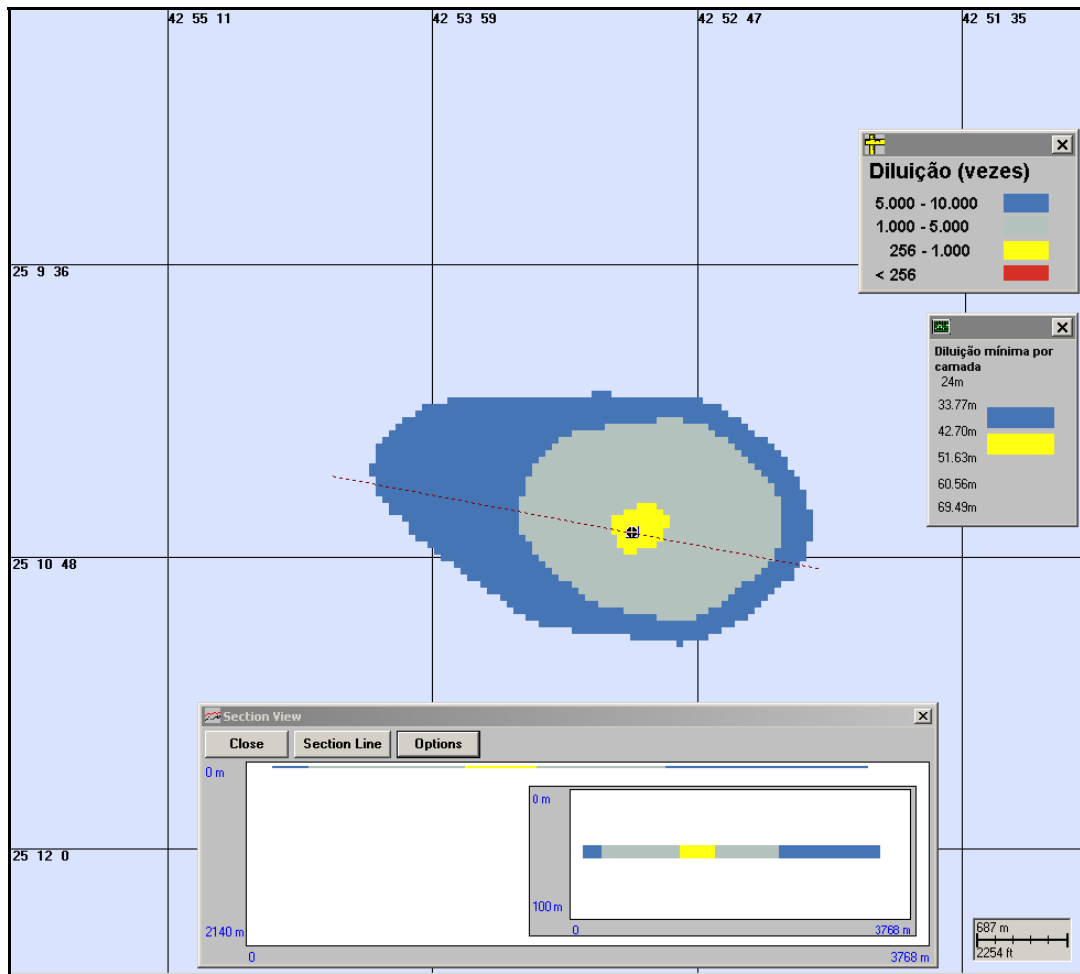 42 55 11
42 53 59
42 52 47
42 51 35
Diluição (vezes)
5.000 - 10.000
1.000 - 5.000
256 - 1.000
< 256
25 9 36
Diluição mínima por
camada
24m
33.77m
42.70m
51.63m
60.56m
69.49m
25 10 48
Section View
Close
Section Line
Options
0 m
0 m
100 m
0
3768 m
25 12 0
2140 m
0
3768 m
687 m
2254 ft